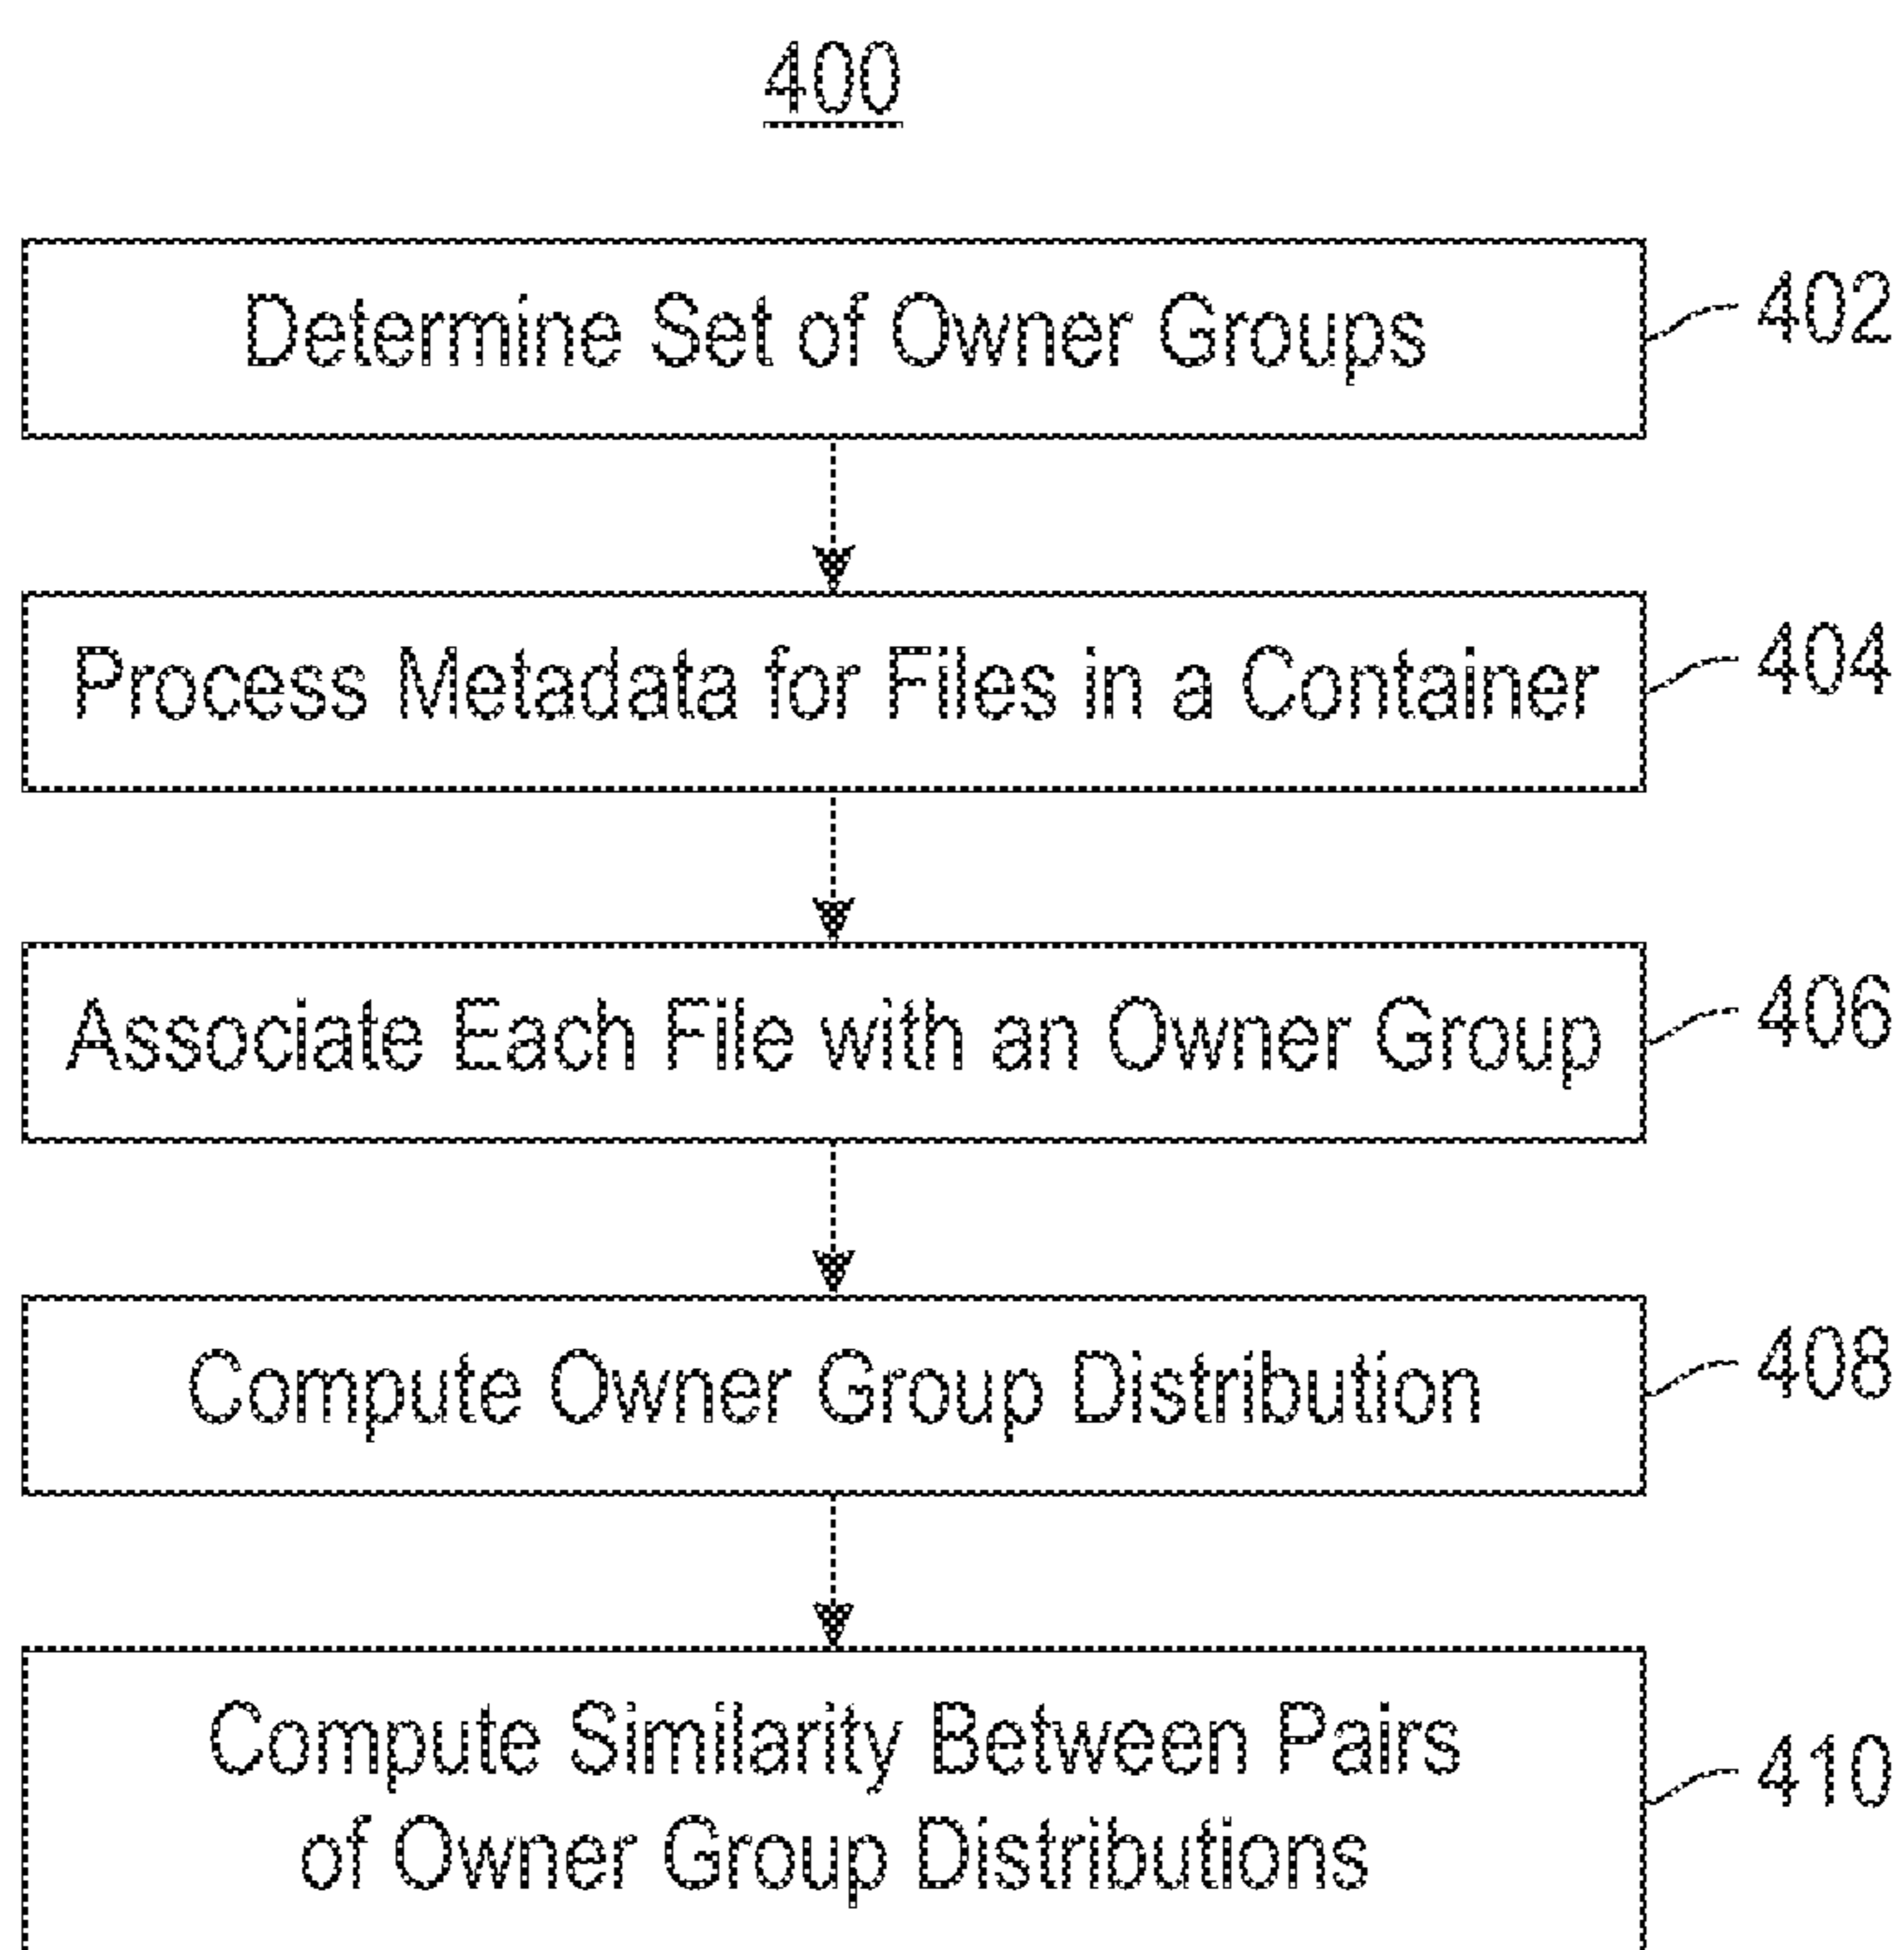 400
Determine Set of Owner Groups
402
Process Metadata for Files in a Container
404
Associate Each File with an Owner Group
406
Compute Owner Group Distribution
408
Compute Similarity Between Pairs
of Owner Group Distributions
410